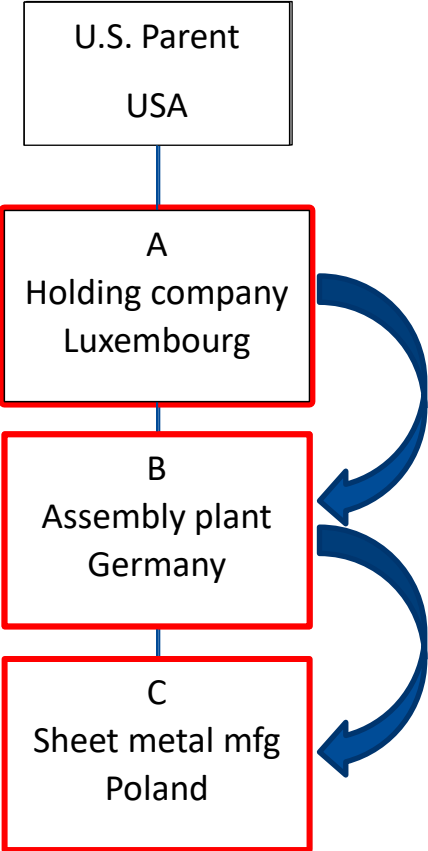 U.S. Parent
USA
A
Holding company
Luxembourg
B
Assembly plant
Germany
C
Sheet metal mfg
Poland